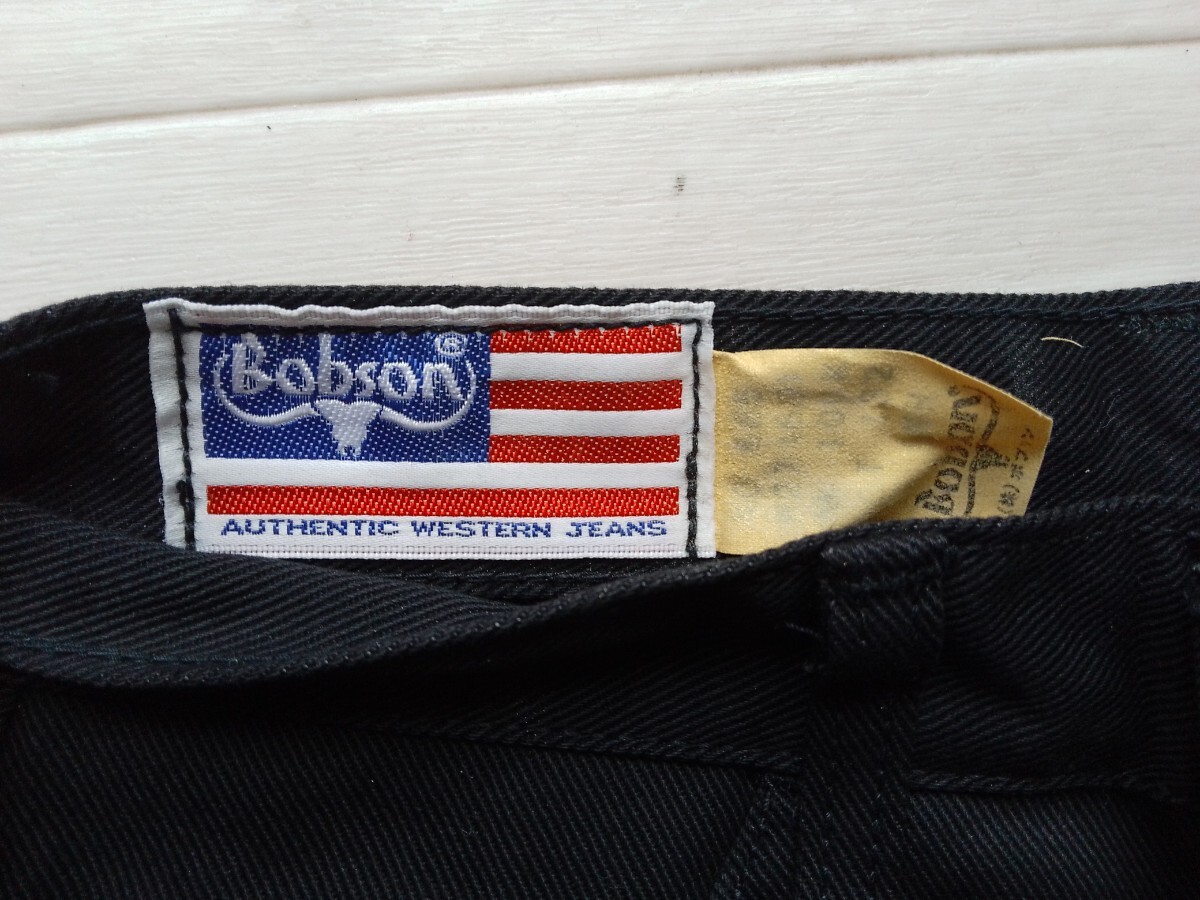 Bobson©
AUTHENTIC WESTERN JEANS
Bobson
(株)ボブソン